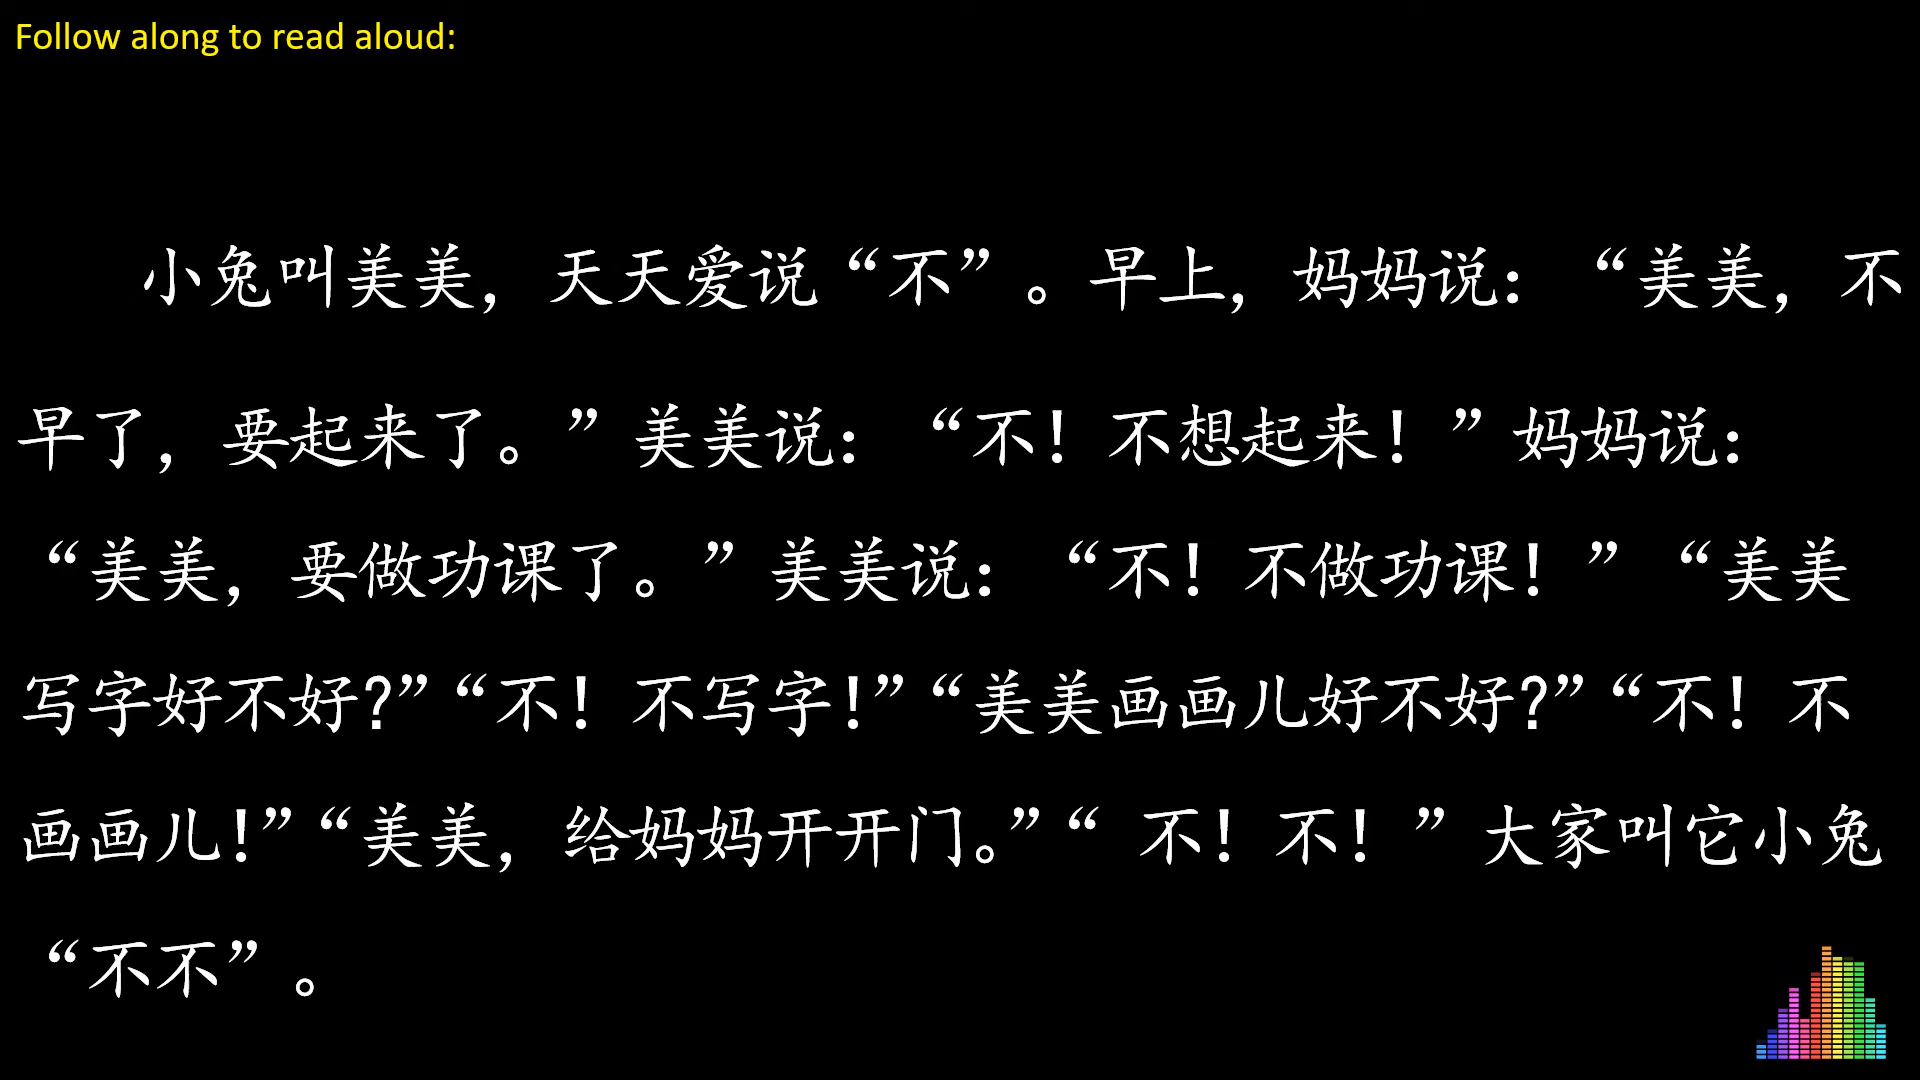 Follow along to read aloud:
小兔叫美美，天天爱说“不”。早上，妈妈说：“美美，不
早了，要起来了。”美美说：“不！不想起来！”妈妈说：
“美美，要做功课了。”美美说：“不！不做功课！”“美美
写字好不好？”“不！不写字！”“美美画画儿好不好？”“不！不
画画儿！”“美美，给妈妈开开门。”“ 不！不！”大家叫它小兔
“不不”。